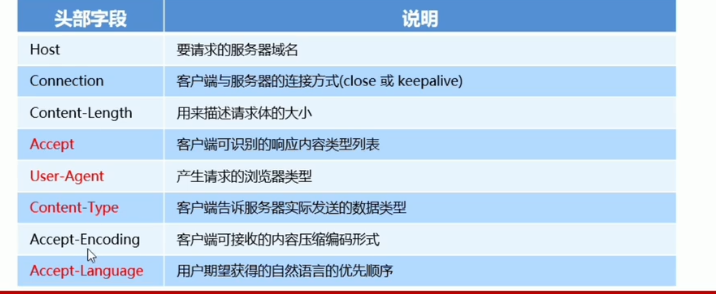 头部字段 说明
Host 要请求的服务器域名
Connection 客户端与服务器的连接方式(close 或 keepalive)
Content-Length 用来描述请求体的大小
Accept 客户端可识别的响应内容类型列表
User-Agent 产生请求的浏览器类型
Content-Type 客户端告诉服务器实际发送的数据类型
Accept-Encoding 客户端可接收的内容压缩编码形式
Accept-Language 用户期望获得的自然语言的优先顺序